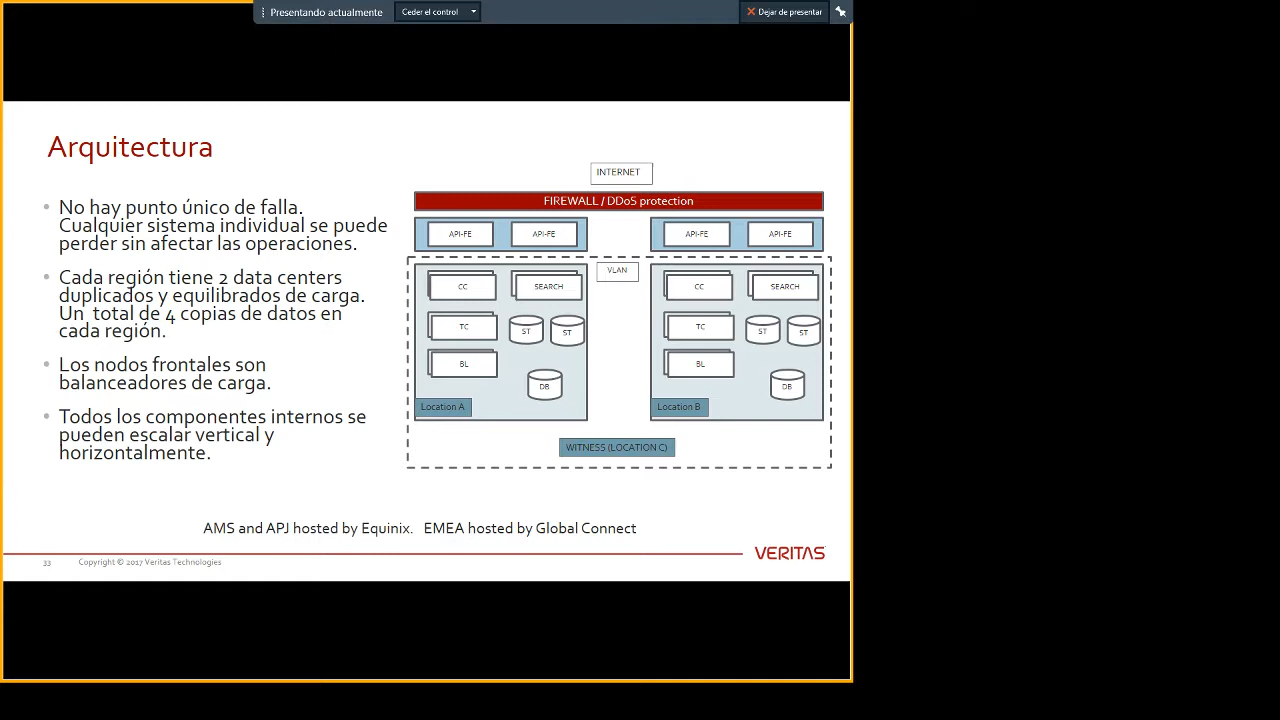 Presentando actualmente
Ceder el control
Dejar de presentar
Arquitectura
No hay punto único de falla.
Cualquier sistema individual se puede
perder sin afectar las operaciones.
Cada región tiene 2 data centers
duplicados y equilibrados de carga.
Un total de 4 copias de datos en
cada región.
Los nodos frontales son
balanceadores de carga.
Todos los componentes internos se
pueden escalar vertical y
horizontalmente.
INTERNET
FIREWALL / DDoS protection
API-FE API-FE API-FE API-FE
VLAN
CC SEARCH CC SEARCH
TC ST ST TC ST ST
BL BL
DB DB
Location A Location B
WITNESS (LOCATION C)
AMS and APJ hosted by Equinix. EMEA hosted by Global Connect
33 Copyright © 2017 Veritas Technologies
VERITAS